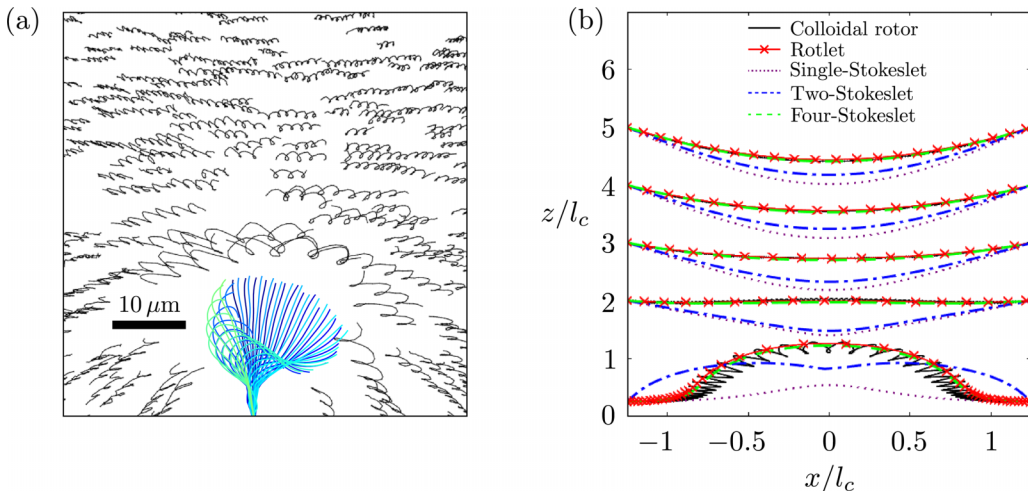 (a)
10 μm
(b)
Colloidal rotor
Rotlet
Single-Stokeslet
Two-Stokeslet
Four-Stokeslet
6
5
4
3
2
1
0
z/l_c
−1
−0.5
0
0.5
1
x/l_c